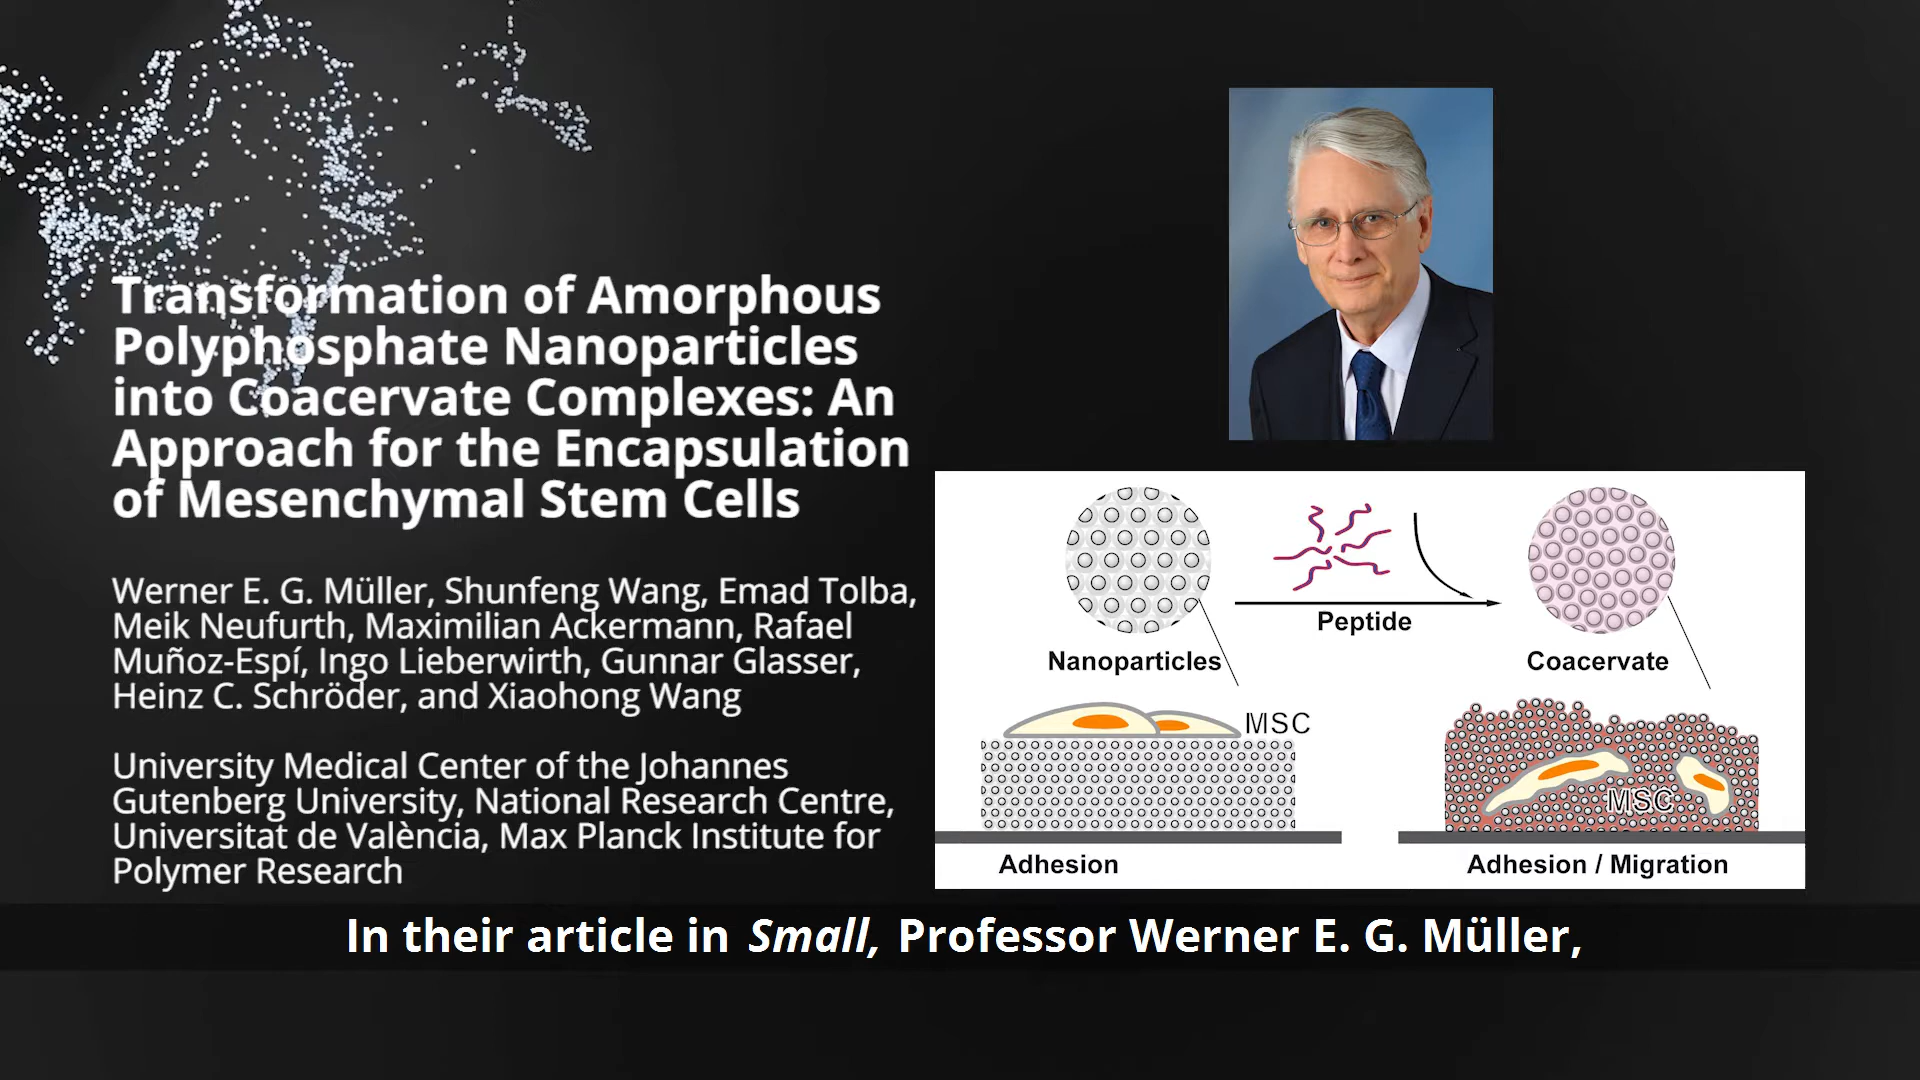 Transformation of Amorphous
Polyphosphate Nanoparticles
into Coacervate Complexes: An
Approach for the Encapsulation
of Mesenchymal Stem Cells
Werner E. G. Müller, Shunfeng Wang, Emad Tolba,
Meik Neufurth, Maximilian Ackermann, Rafael
Muñoz-Espí, Ingo Lieberwirth, Gunnar Glasser,
Heinz C. Schröder, and Xiaohong Wang
University Medical Center of the Johannes
Gutenberg University, National Research Centre,
Universitat de València, Max Planck Institute for
Polymer Research
Peptide
Nanoparticles
Coacervate
MSC
MSC
Adhesion
Adhesion / Migration
In their article in Small, Professor Werner E. G. Müller,